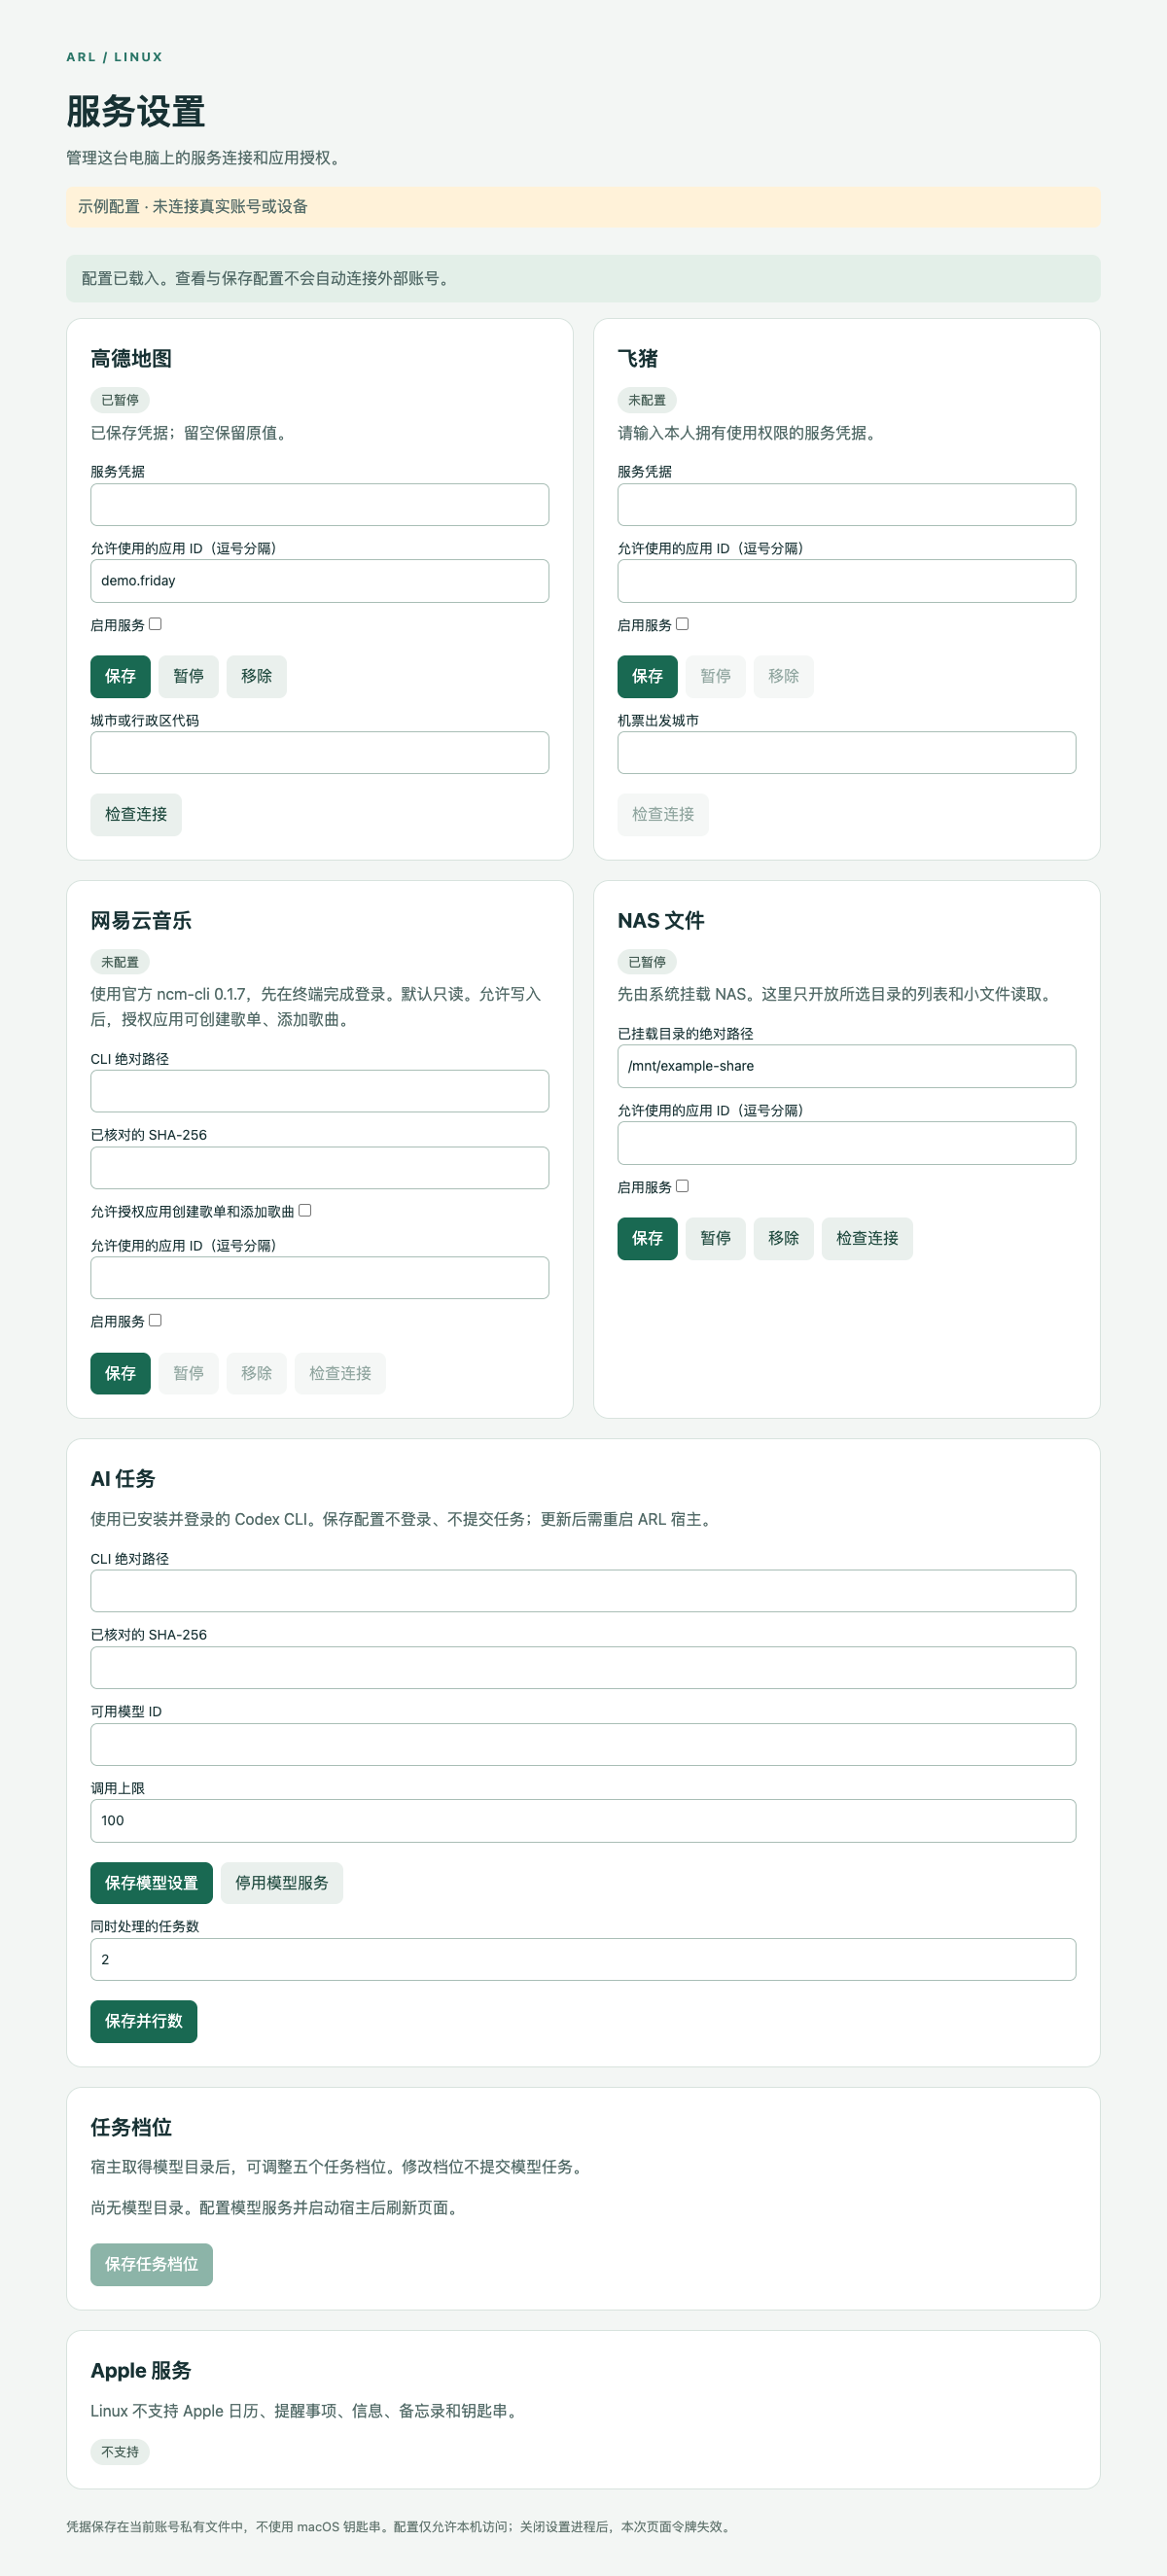 ARL / LINUX
服务设置
管理这台电脑上的服务连接和应用授权。
示例配置 · 未连接真实账号或设备
配置已载入。查看与保存配置不会自动连接外部账号。
高德地图
已暂停
已保存凭据；留空保留原值。
服务凭据
允许使用的应用 ID（逗号分隔）
demo.friday
启用服务
保存 暂停 移除
城市或行政区代码
检查连接
飞猪
未配置
请输入本人拥有使用权限的服务凭据。
服务凭据
允许使用的应用 ID（逗号分隔）
启用服务
保存 暂停 移除
机票出发城市
检查连接
网易云音乐
未配置
使用官方 ncm-cli 0.1.7，先在终端完成登录。默认只读。允许写入
后，授权应用可创建歌单、添加歌曲。
CLI 绝对路径
已核对的 SHA-256
允许授权应用创建歌单和添加歌曲
允许使用的应用 ID（逗号分隔）
启用服务
保存 暂停 移除 检查连接
NAS 文件
已暂停
先由系统挂载 NAS。这里只开放所选目录的列表和小文件读取。
已挂载目录的绝对路径
/mnt/example-share
允许使用的应用 ID（逗号分隔）
启用服务
保存 暂停 移除 检查连接
AI 任务
使用已安装并登录的 Codex CLI。保存配置不登录、不提交任务；更新后需重启 ARL 宿主。
CLI 绝对路径
已核对的 SHA-256
可用模型 ID
调用上限
100
保存模型设置 停用模型服务
同时处理的任务数
2
保存并行数
任务档位
宿主取得模型目录后，可调整五个任务档位。修改档位不提交模型任务。
尚无模型目录。配置模型服务并启动宿主后刷新页面。
保存任务档位
Apple 服务
Linux 不支持 Apple 日历、提醒事项、信息、备忘录和钥匙串。
不支持
凭据保存在当前账号私有文件中，不使用 macOS 钥匙串。配置仅允许本机访问；关闭设置进程后，本次页面令牌失效。